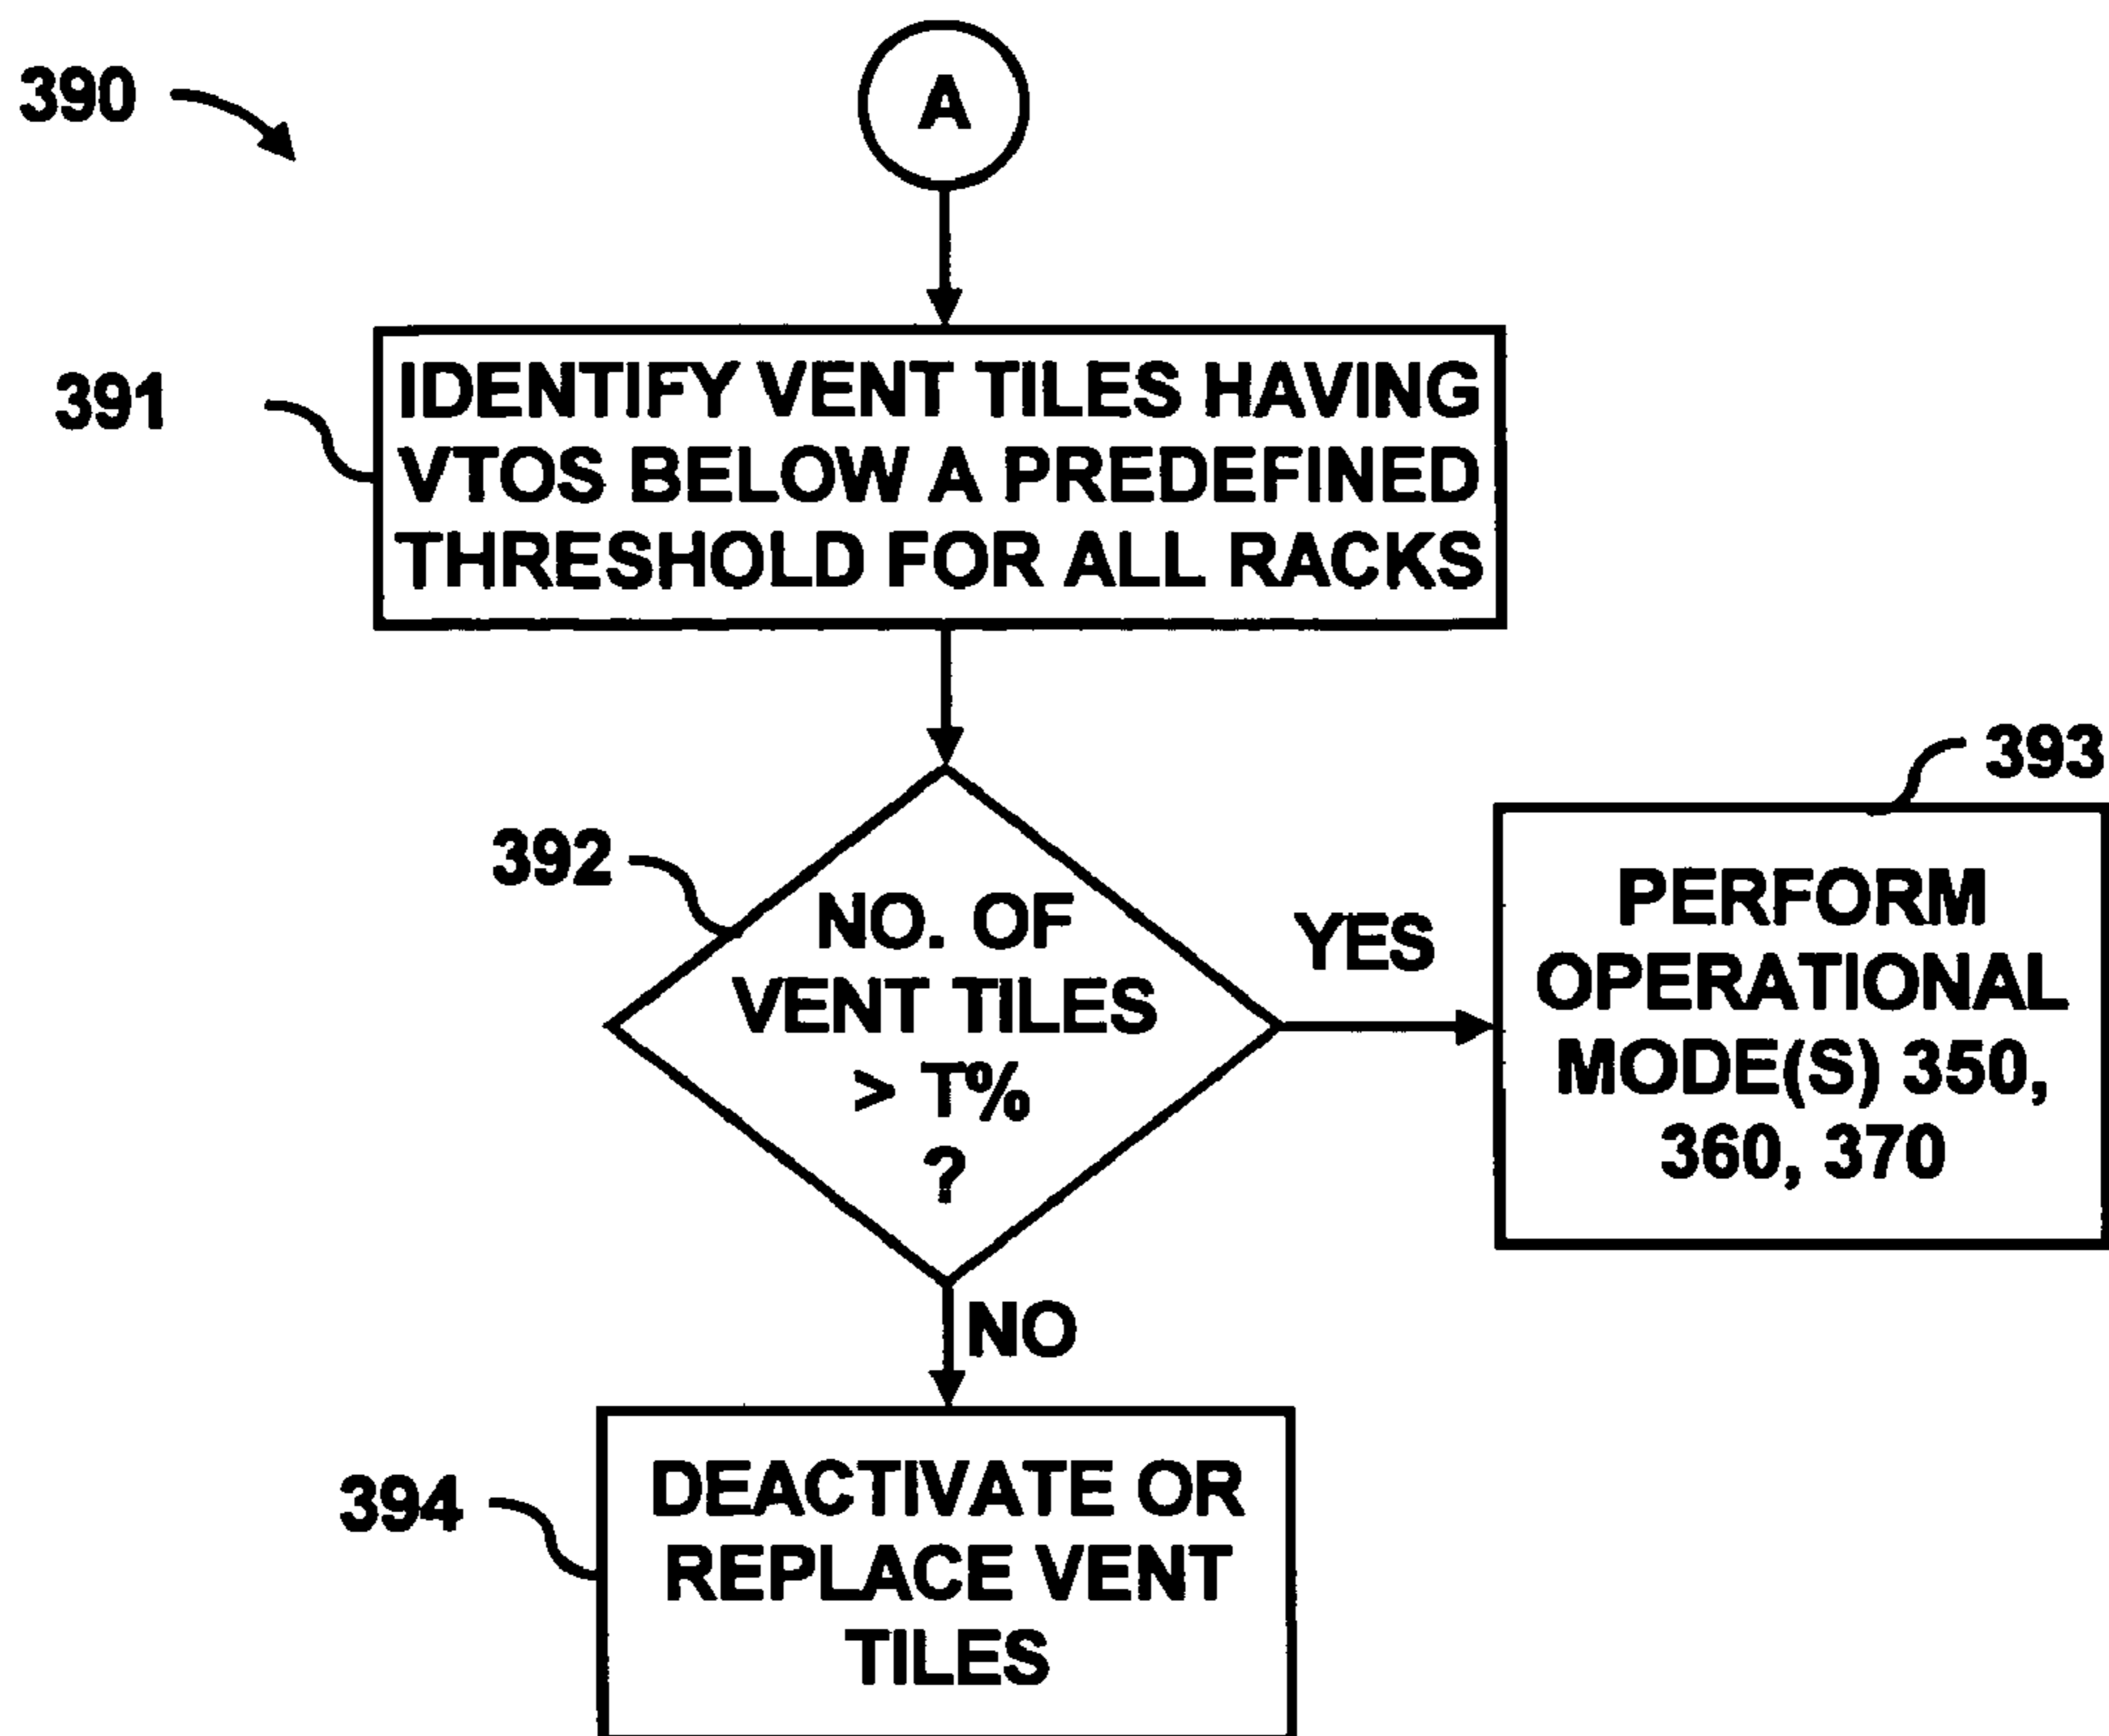 390
A
391
IDENTIFY VENT TILES HAVING
VTOS BELOW A PREDEFINED
THRESHOLD FOR ALL RACKS
392
NO. OF
VENT TILES
> T%
?
YES
393
PERFORM
OPERATIONAL
MODE(S) 350,
360, 370
NO
394
DEACTIVATE OR
REPLACE VENT
TILES